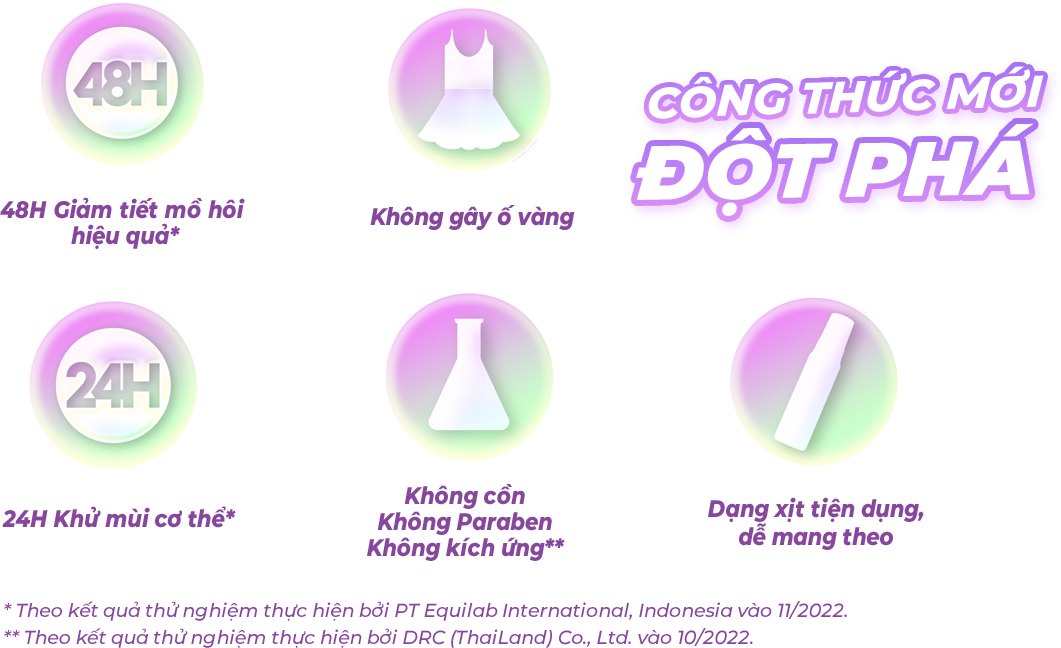 48H
CÔNG THỨC MỚI
ĐỘT PHÁ
48H Giảm tiết mồ hôi
hiệu quả*
Không gây ố vàng
24H
24H Khử mùi cơ thể*
Không cồn
Không Paraben
Không kích ứng**
Dạng xịt tiện dụng,
dễ mang theo
* Theo kết quả thử nghiệm thực hiện bởi PT Equilab International, Indonesia vào 11/2022.
** Theo kết quả thử nghiệm thực hiện bởi DRC (ThaiLand) Co., Ltd. vào 10/2022.